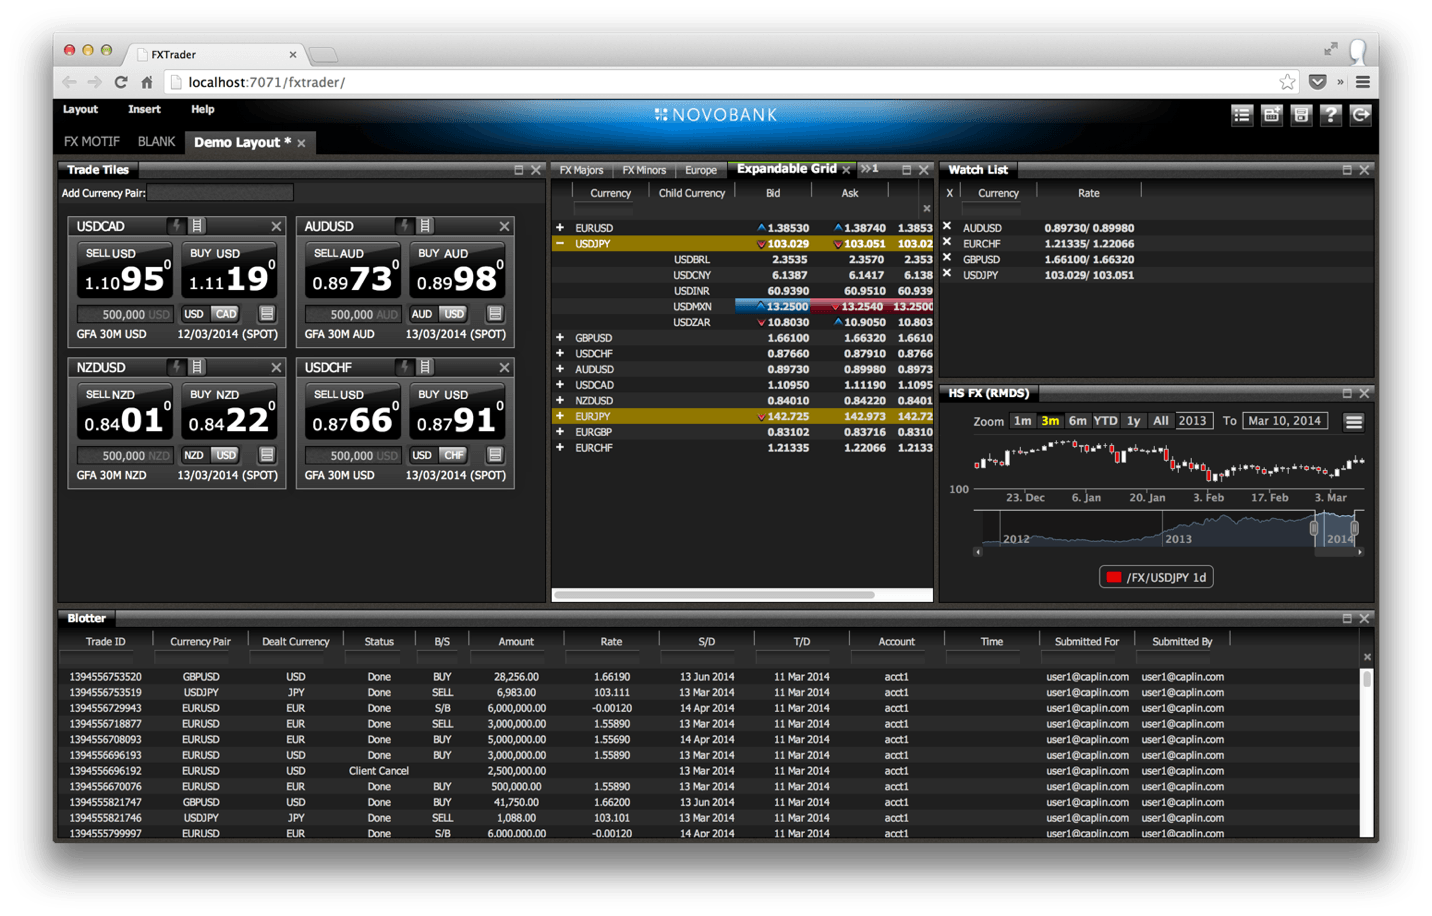 FXTrader
localhost:7071/fxtrader/
Layout Insert Help
NOVOBANK
FX MOTIF BLANK Demo Layout *
Trade Tiles
Add Currency Pair:
USDCAD
SELL USD BUY USD
1.10950 1.11190
500,000 USD USD CAD
GFA 30M USD 12/03/2014 (SPOT)
AUDUSD
SELL AUD BUY AUD
0.89730 0.89980
500,000 AUD AUD USD
GFA 30M AUD 13/03/2014 (SPOT)
NZDUSD
SELL NZD BUY NZD
0.84010 0.84220
500,000 NZD NZD USD
GFA 30M NZD 13/03/2014 (SPOT)
USDCHF
SELL USD BUY USD
0.87660 0.87910
500,000 USD USD CHF
GFA 30M USD 13/03/2014 (SPOT)
FX Majors FX Minors Europe Expandable Grid »1
Currency Child Currency Bid Ask
+ EURUSD 1.38530 1.38740 1.3853
− USDJPY 103.029 103.051 103.02
USDBRL 2.3535 2.3570 2.353
USDCNY 6.1387 6.1417 6.138
USDINR 60.9390 60.9510 60.939
USDMXN 13.2500 13.2540 13.2500
USDZAR 10.8030 10.9050 10.803
+ GBPUSD 1.66100 1.66320 1.6610
+ USDCHF 0.87660 0.87910 0.8766
+ AUDUSD 0.89730 0.89980 0.8973
+ USDCAD 1.10950 1.11190 1.1095
+ NZDUSD 0.84010 0.84220 0.8401
+ EURJPY 142.725 142.973 142.72
+ EURGBP 0.83102 0.83716 0.8310
+ EURCHF 1.21335 1.22066 1.2133
Watch List
X Currency Rate
AUDUSD 0.89730/ 0.89980
EURCHF 1.21335/ 1.22066
GBPUSD 1.66100/ 1.66320
USDJPY 103.029/ 103.051
HS FX (RMDS)
Zoom 1m 3m 6m YTD 1y All 2013 To Mar 10, 2014
100
23. Dec 6. Jan 20. Jan 3. Feb 17. Feb 3. Mar
2012 2013 2014
/FX/USDJPY 1d
Blotter
Trade ID Currency Pair Dealt Currency Status B/S Amount Rate S/D T/D Account Time Submitted For Submitted By
1394556753520 GBPUSD USD Done BUY 28,256.00 1.66190 13 Jun 2014 11 Mar 2014 acct1 user1@caplin.com user1@caplin.com
1394556753519 USDJPY JPY Done SELL 6,983.00 103.111 13 Mar 2014 11 Mar 2014 acct1 user1@caplin.com user1@caplin.com
1394556729943 EURUSD EUR Done S/B 6,000,000.00 -0.00120 14 Apr 2014 11 Mar 2014 acct1 user1@caplin.com user1@caplin.com
1394556718877 EURUSD EUR Done SELL 3,000,000.00 1.55890 13 Mar 2014 11 Mar 2014 acct1 user1@caplin.com user1@caplin.com
1394556708093 EURUSD EUR Done BUY 5,000,000.00 1.55690 14 Apr 2014 11 Mar 2014 acct1 user1@caplin.com user1@caplin.com
1394556696193 EURUSD USD Done BUY 3,000,000.00 1.55890 13 Mar 2014 11 Mar 2014 acct1 user1@caplin.com user1@caplin.com
1394556696192 EURUSD USD Client Cancel 2,500,000.00 13 Mar 2014 11 Mar 2014 acct1 user1@caplin.com user1@caplin.com
1394556670076 EURUSD EUR Done BUY 500,000.00 1.55890 13 Mar 2014 11 Mar 2014 acct1 user1@caplin.com user1@caplin.com
1394555821747 GBPUSD USD Done BUY 41,750.00 1.66200 13 Jun 2014 11 Mar 2014 acct1 user1@caplin.com user1@caplin.com
1394555821746 USDJPY JPY Done SELL 1,088.00 103.101 13 Mar 2014 11 Mar 2014 acct1 user1@caplin.com user1@caplin.com
1394555799997 EURUSD EUR Done S/B 6,000,000.00 -0.00120 14 Apr 2014 11 Mar 2014 acct1 user1@caplin.com user1@caplin.com